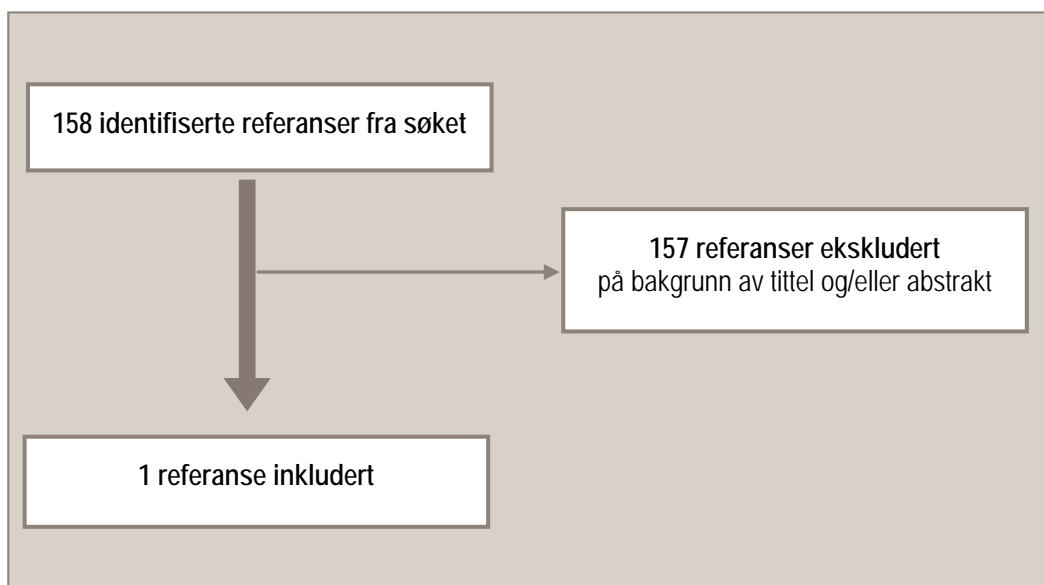 158 identifiserte referanser fra søket
157 referanser ekskludert
på bakgrunn av tittel og/eller abstrakt
1 referanse inkludert